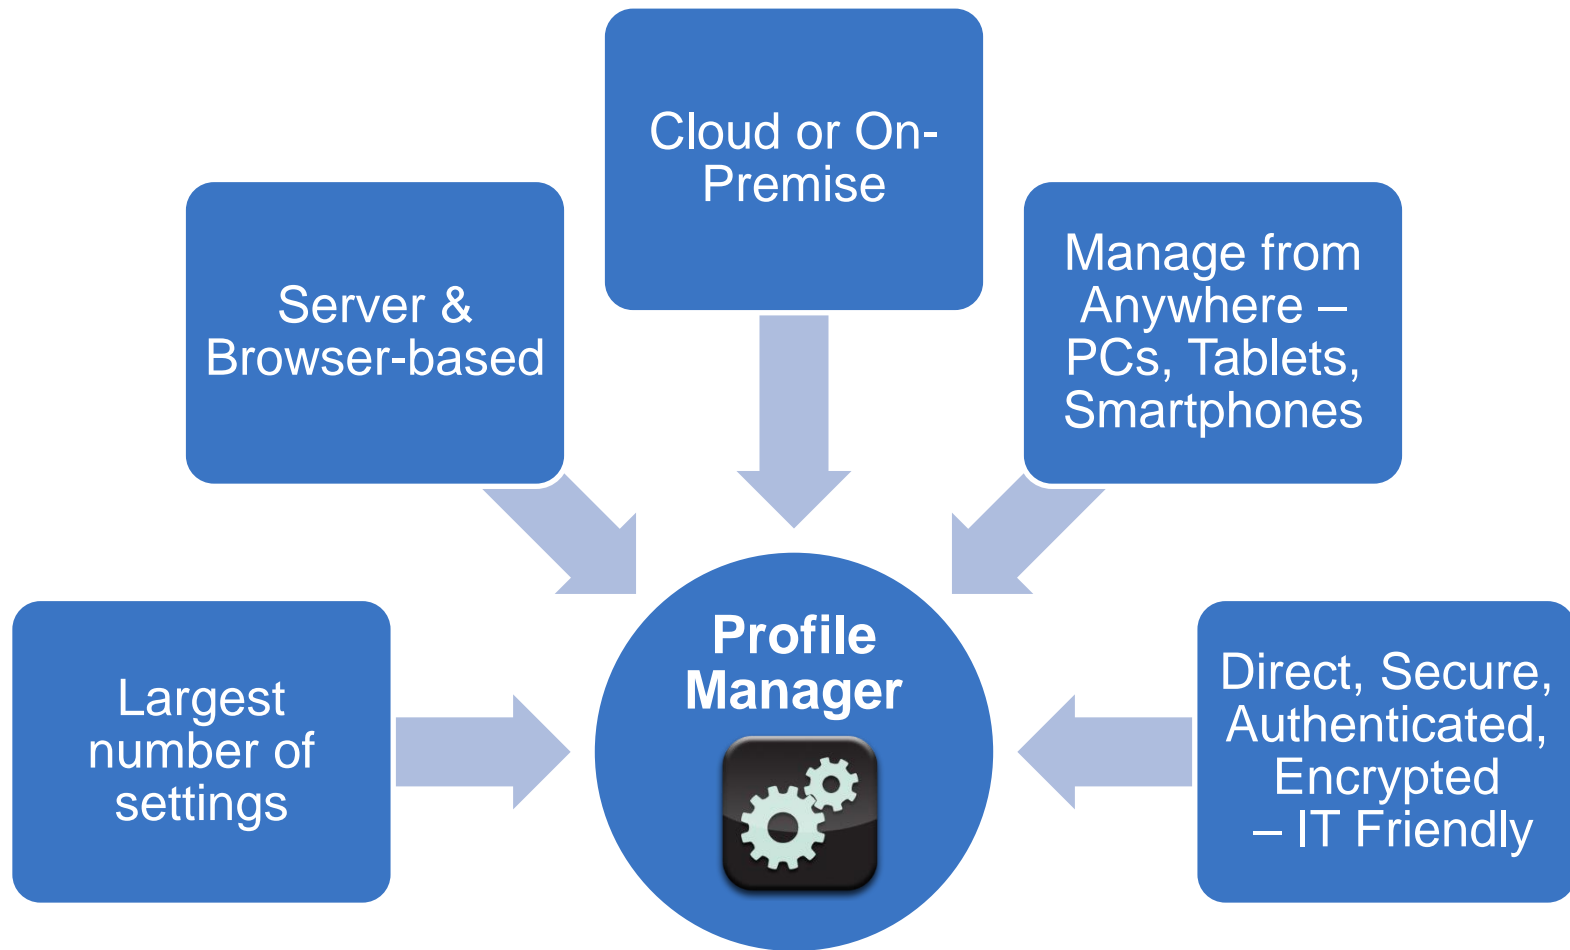 Cloud or On-
Premise
Server &
Browser-based
Manage from
Anywhere –
PCs, Tablets,
Smartphones
Largest
number of
settings
Profile
Manager
Direct, Secure,
Authenticated,
Encrypted
– IT Friendly